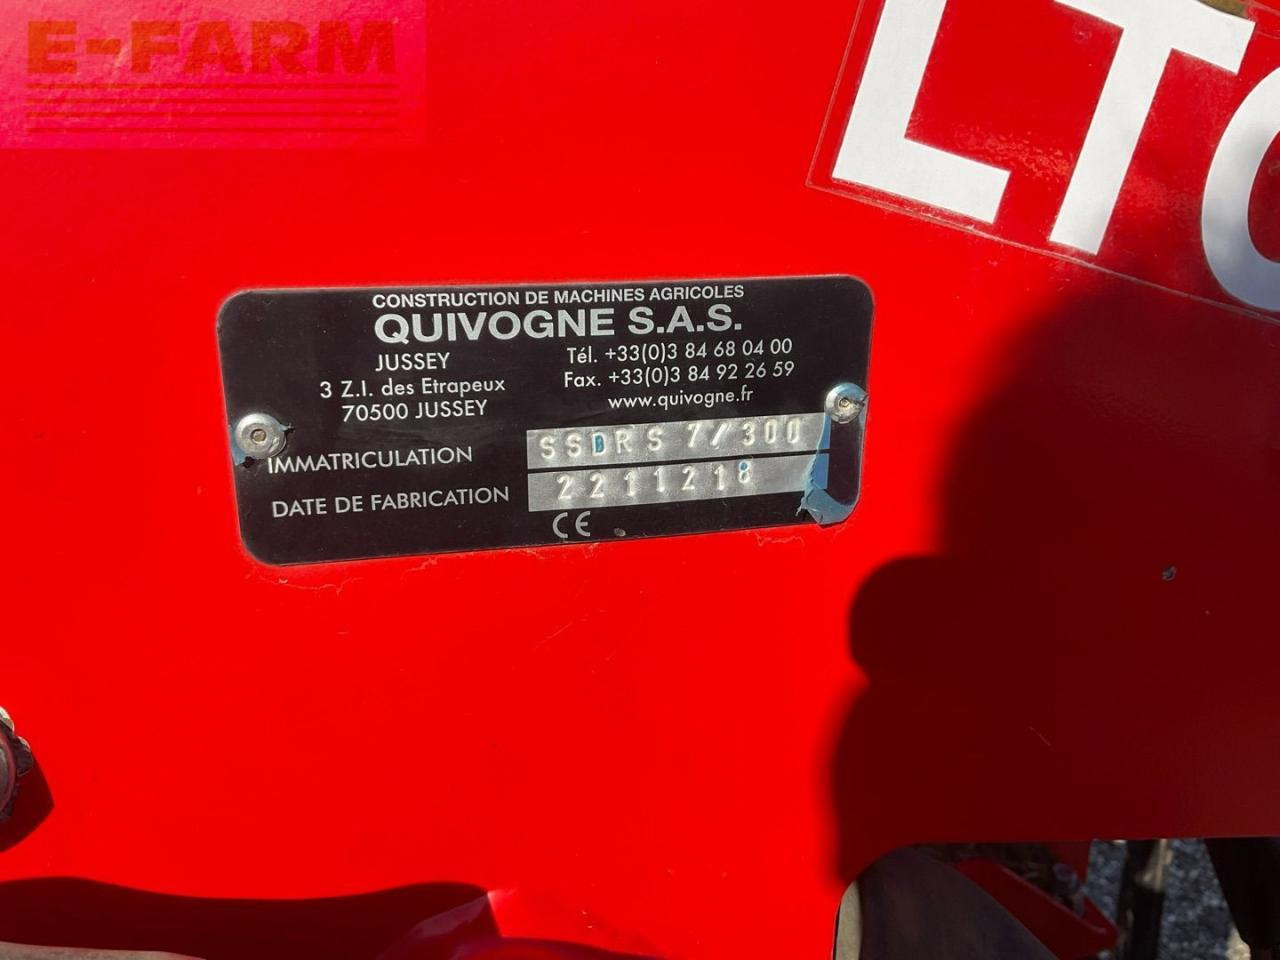 E-FARM
LT
CONSTRUCTION DE MACHINES AGRICOLES
QUIVOGNE S.A.S.
JUSSEY
3 Z.I. des Etrapeux
70500 JUSSEY
Tél. +33(0)3 84 68 04 00
Fax. +33(0)3 84 92 26 59
www.quivogne.fr
IMMATRICULATION SSDRS 7/300
DATE DE FABRICATION 2211218
CE